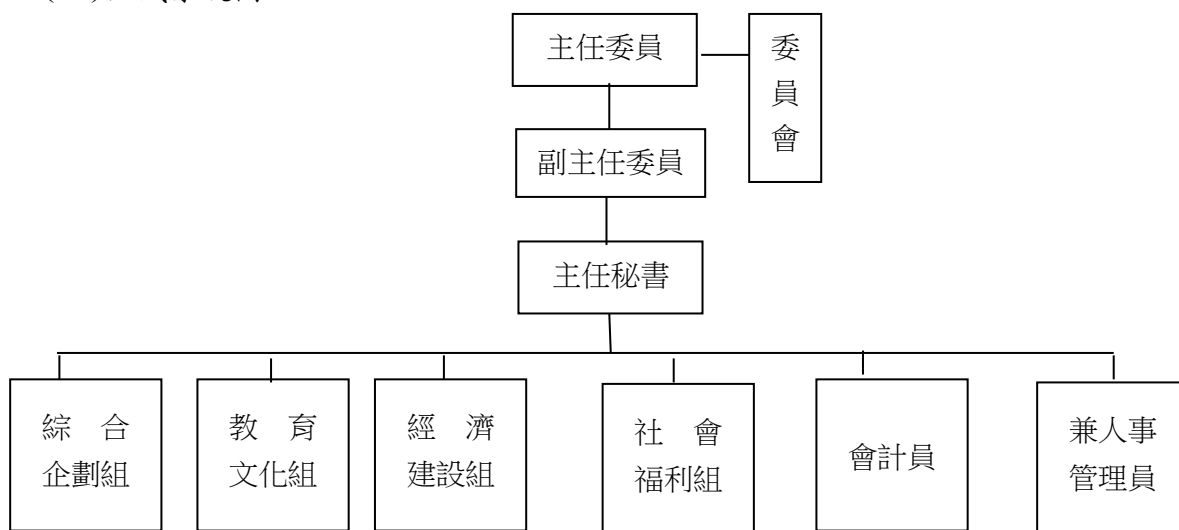 主任委員
委
員
會
副主任委員
主任秘書
綜 合
企劃組
教 育
文化組
經 濟
建設組
社 會
福利組
會計員
兼人事
管理員